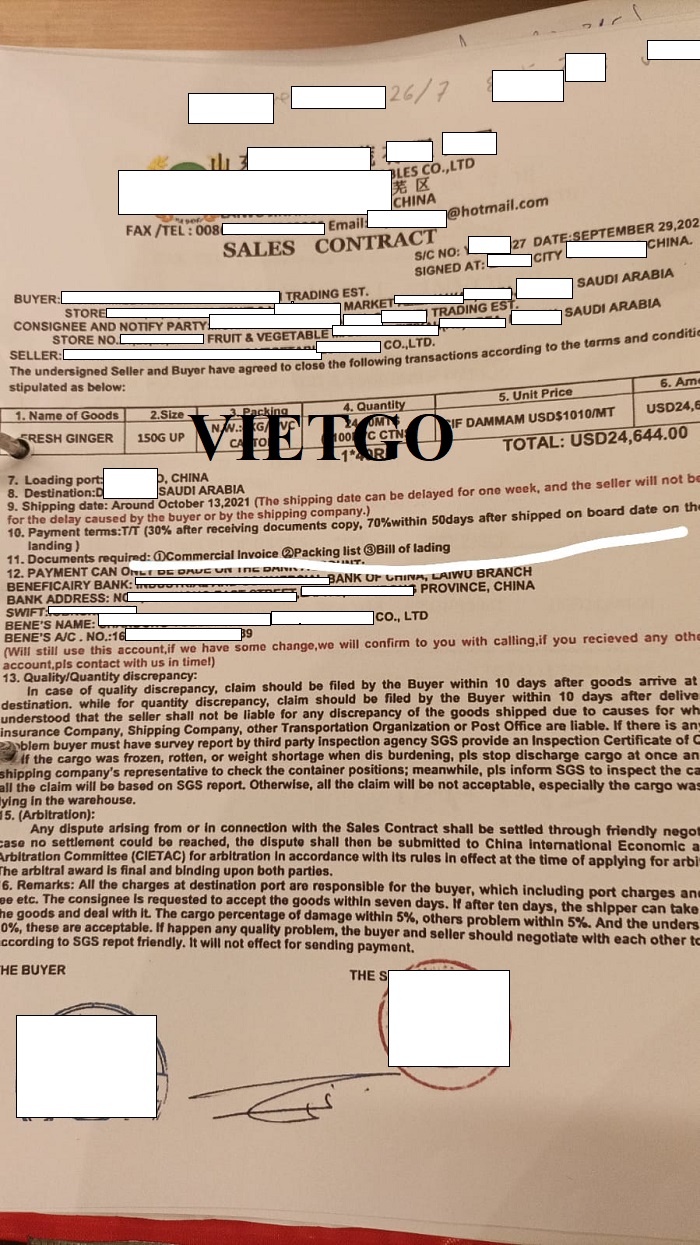 26/7
山
BLES CO.,LTD
芜 区
CHINA
FAX /TEL : 008 Email: @hotmail.com
SALES CONTRACT
S/C NO: 27 DATE:SEPTEMBER 29,202
SIGNED AT: CITY CHINA.
BUYER: TRADING EST. SAUDI ARABIA
STORE MARKET
CONSIGNEE AND NOTIFY PARTY: TRADING EST. SAUDI ARABIA
STORE NO. FRUIT & VEGETABLE
SELLER: CO.,LTD.
The undersigned Seller and Buyer have agreed to close the following transactions according to the terms and conditio
stipulated as below:
1. Name of Goods 2.Size 3. Packing 4. Quantity 5. Unit Price 6. Am
FRESH GINGER 150G UP N.W.: CIF DAMMAM USD$1010/MT USD24,6
VIETGO
1*40R
TOTAL: USD24,644.00
7. Loading port: , CHINA
8. Destination:D SAUDI ARABIA
9. Shipping date: Around October 13,2021 (The shipping date can be delayed for one week, and the seller will not be
for the delay caused by the buyer or by the shipping company.)
10. Payment terms:T/T (30% after receiving documents copy, 70%within 50days after shipped on board date on the
landing )
11. Documents required: ①Commercial Invoice ②Packing list ③Bill of lading
12. PAYMENT CAN ONLY BE BADE ON THE BANK
BENEFICAIRY BANK: BANK OF CHINA, LAIWU BRANCH
BANK ADDRESS: NO PROVINCE, CHINA
SWIFT:
BENE'S NAME: CO., LTD
BENE'S A/C . NO.:16 89
(Will still use this account,if we have some change,we will confirm to you with calling,if you recieved any othe
account,pls contact with us in time!)
13. Quality/Quantity discrepancy:
In case of quality discrepancy, claim should be filed by the Buyer within 10 days after goods arrive at
destination. while for quantity discrepancy, claim should be filed by the Buyer within 10 days after delive
understood that the seller shall not be liable for any discrepancy of the goods shipped due to causes for wh
insurance Company, Shipping Company, other Transportation Organization or Post Office are liable. If there is any
oblem buyer must have survey report by third party inspection agency SGS provide an Inspection Certificate of C
If the cargo was frozen, rotten, or weight shortage when dis burdening, pls stop discharge cargo at once an
shipping company's representative to check the container positions; meanwhile, pls inform SGS to inspect the ca
all the claim will be based on SGS report. Otherwise, all the claim will be not acceptable, especially the cargo was
lying in the warehouse.
15. (Arbitration):
Any dispute arising from or in connection with the Sales Contract shall be settled through friendly negot
case no settlement could be reached, the dispute shall then be submitted to China International Economic a
Arbitration Committee (CIETAC) for arbitration in accordance with its rules in effect at the time of applying for arbi
The arbitral award is final and binding upon both parties.
6. Remarks: All the charges at destination port are responsible for the buyer, which including port charges and
ee etc. The consignee is requested to accept the goods within seven days. If after ten days, the shipper can take
he goods and deal with it. The cargo percentage of damage within 5%, others problem within 5%. And the unders
0%, these are acceptable. If happen any quality problem, the buyer and seller should negotiate with each other to
according to SGS repot friendly. It will not effect for sending payment.
HE BUYER THE S